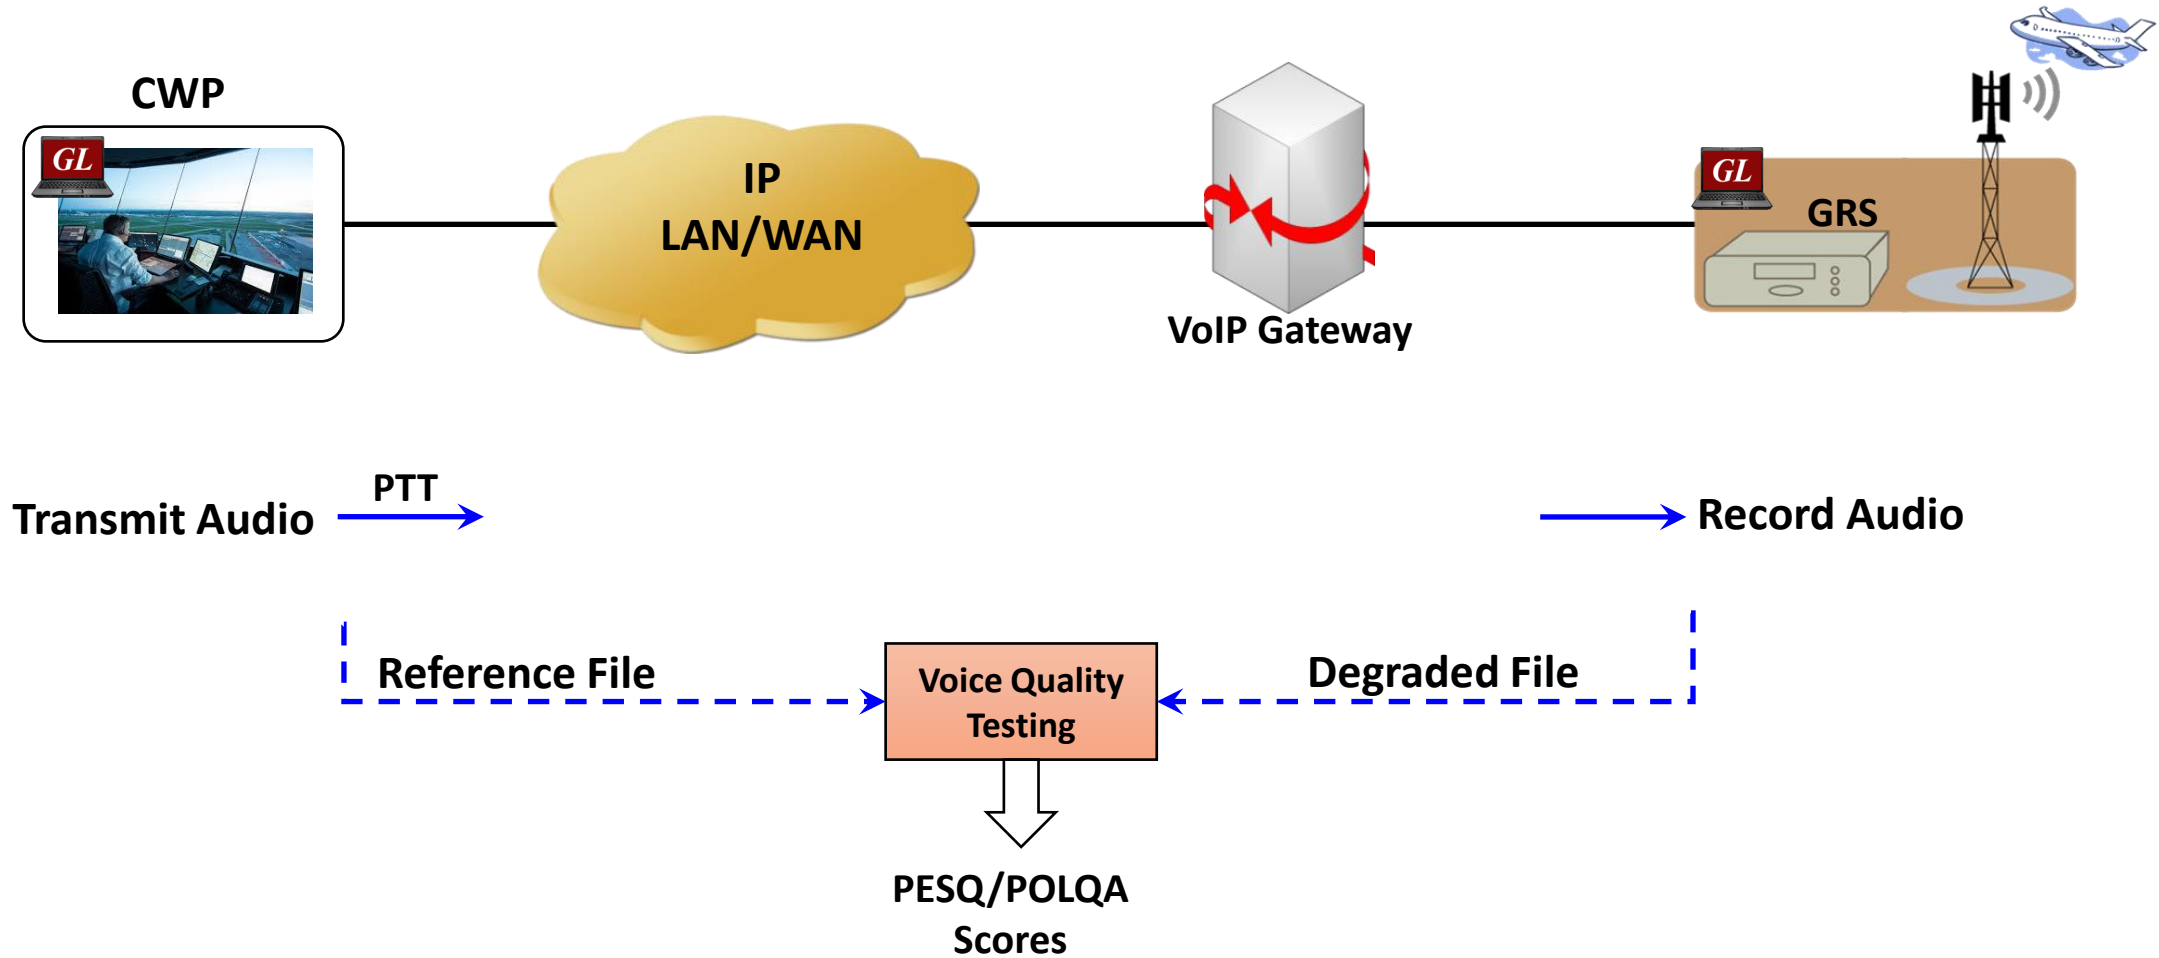 CWP
GL
IP
LAN/WAN
VoIP Gateway
GL
GRS
Transmit Audio
PTT
Record Audio
Reference File
Voice Quality
Testing
Degraded File
PESQ/POLQA
Scores